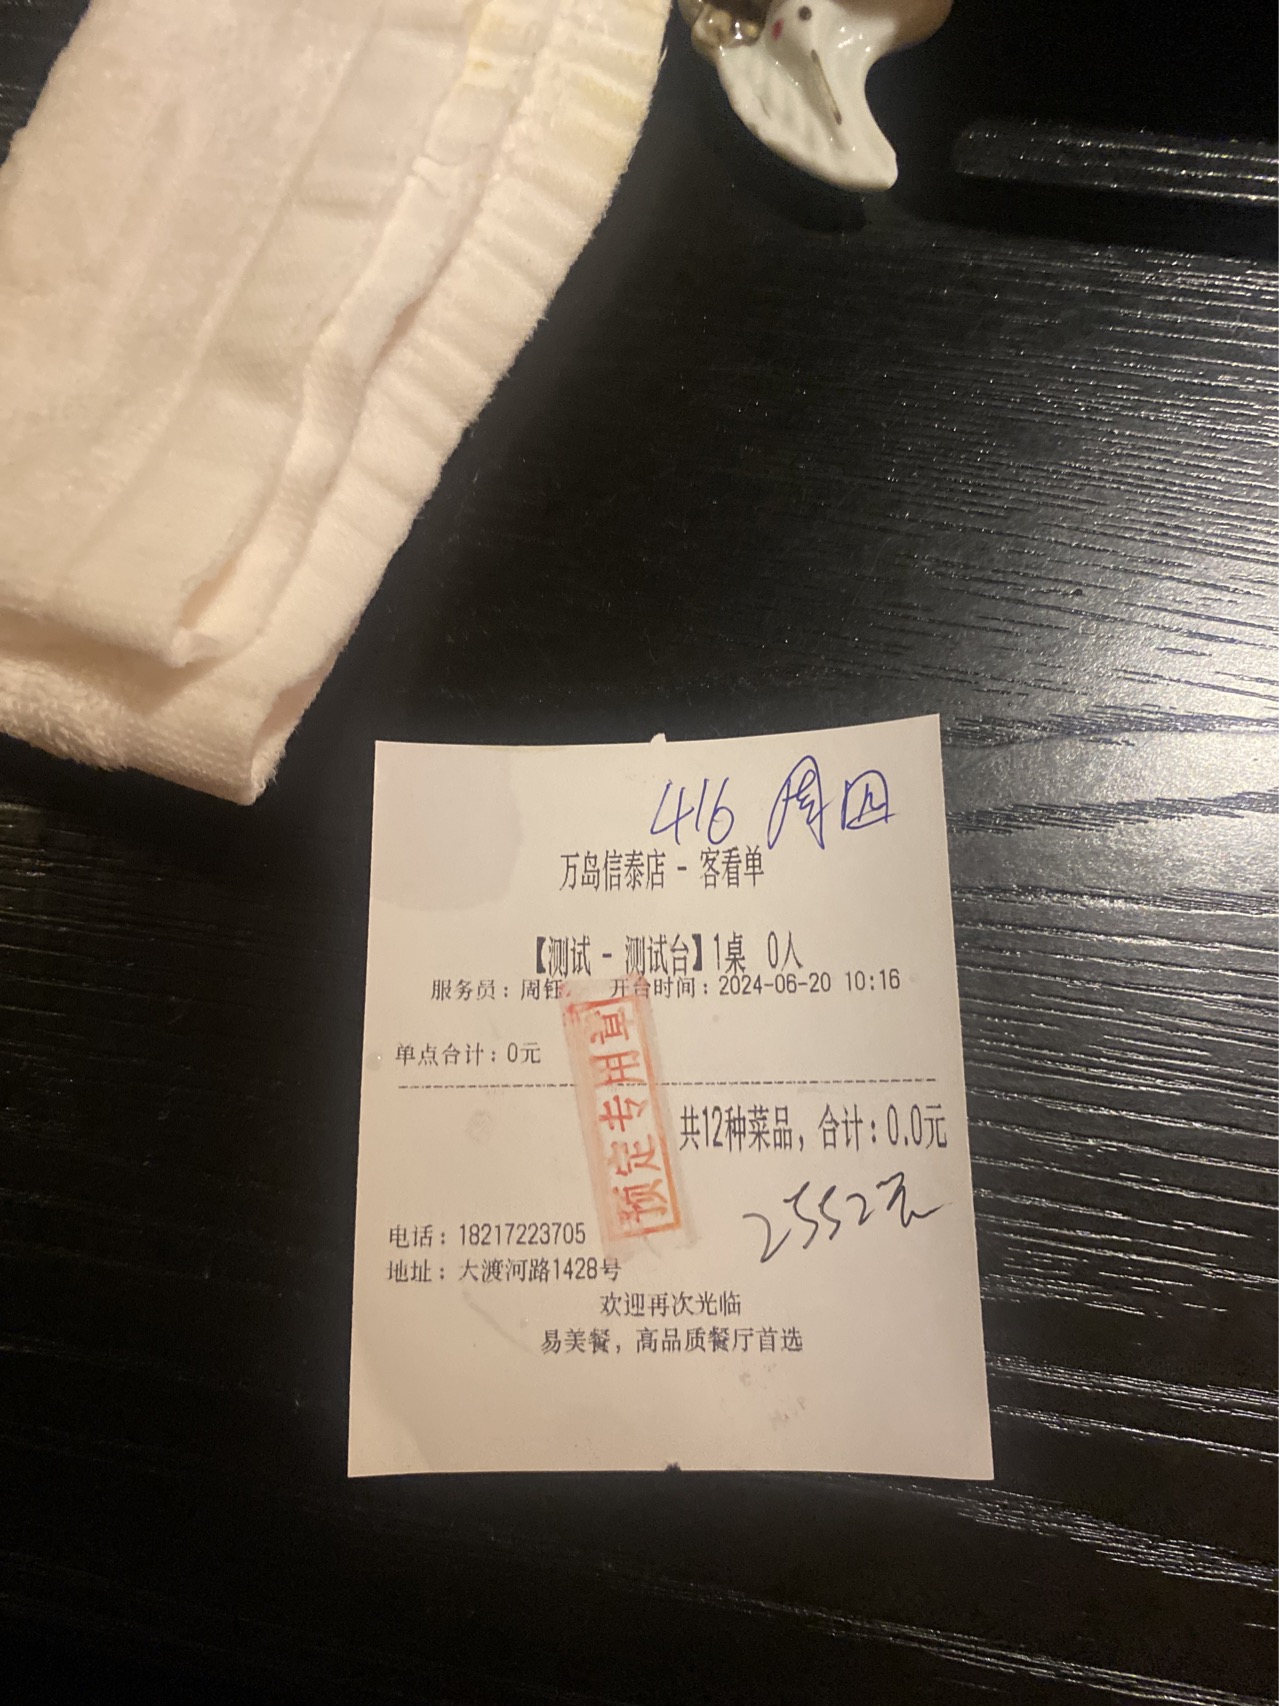 416 周四
万岛信泰店 - 客看单
【测试 - 测试台】1桌 0人
服务员：周钰 开台时间：2024-06-20 10:16
单点合计：0元
预定专用章
共12种菜品，合计：0.0元
2552元
电话：18217223705
地址：大渡河路1428号
欢迎再次光临
易美餐，高品质餐厅首选